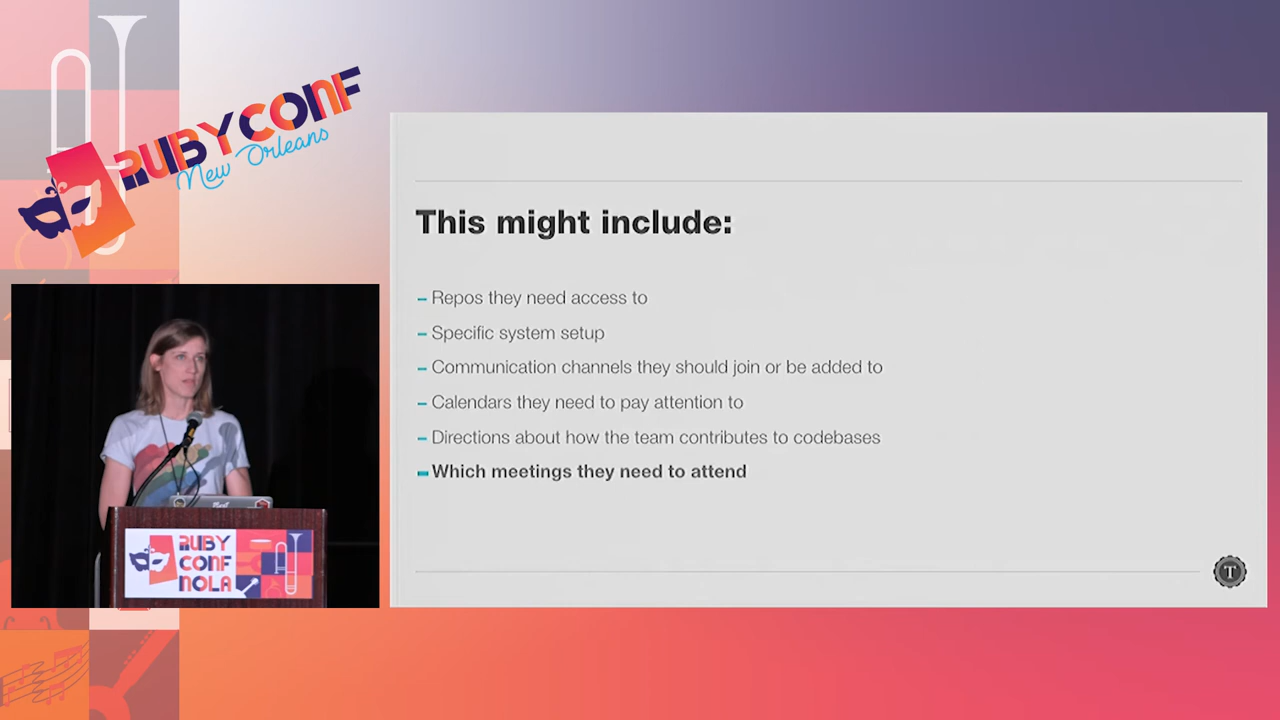 RUBYCONF
New Orleans
This might include:
– Repos they need access to
– Specific system setup
– Communication channels they should join or be added to
– Calendars they need to pay attention to
– Directions about how the team contributes to codebases
– Which meetings they need to attend
T
RUBY
CONF
NOLA